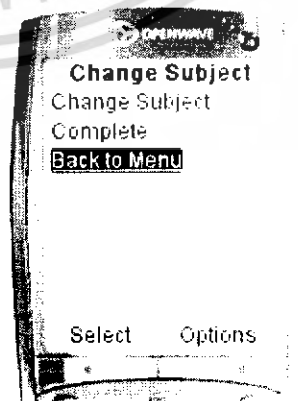 OPENWAVE
Change Subject
Change Subject
Complete
Back to Menu
Select Options